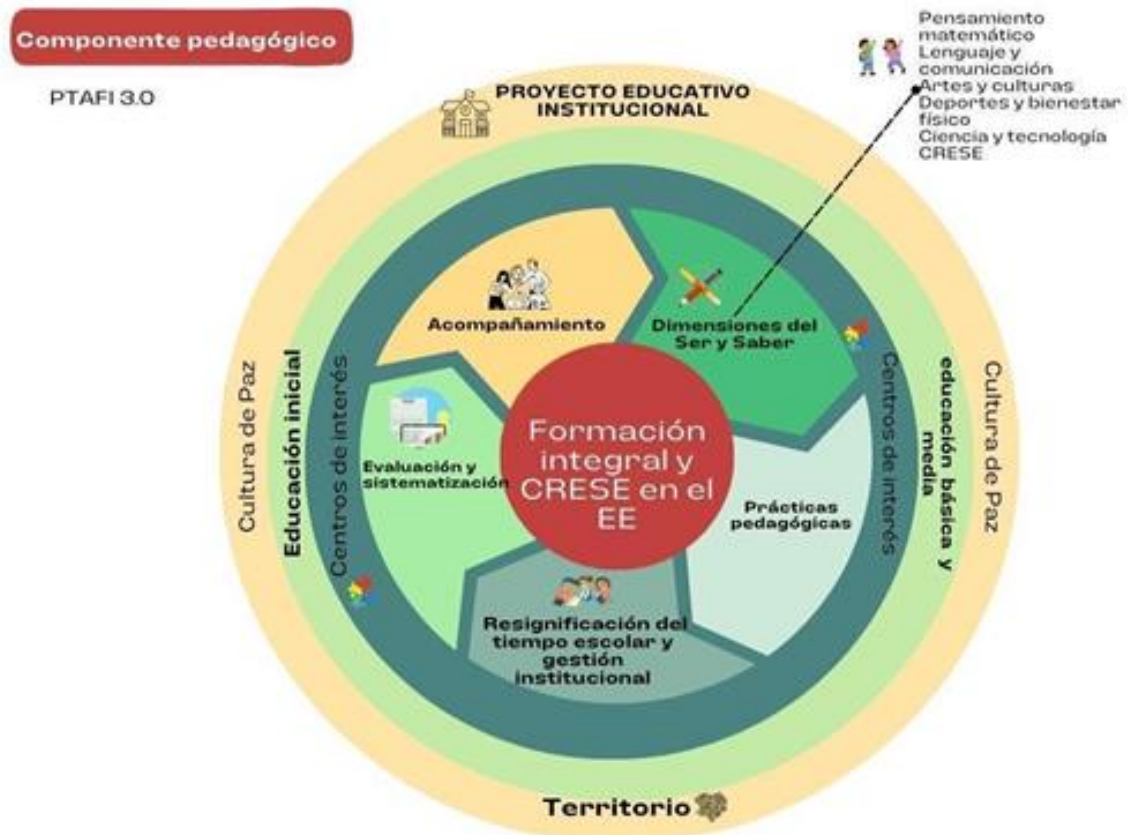 Componente pedagógico
PTAFI 3.0
Pensamiento
matemático
Lenguaje y
comunicación
Artes y culturas
Deportes y bienestar
físico
Ciencia y tecnología
CRESE
PROYECTO EDUCATIVO
INSTITUCIONAL
Acompañamiento
Dimensiones del
Ser y Saber
Cultura de Paz
Educación inicial
Centros de interés
Evaluación y
sistematización
Formación
integral y
CRESE en el
EE
Prácticas
pedagógicas
Centros de interés
educación básica y
media
Cultura de Paz
Resignificación del
tiempo escolar y
gestión
institucional
Territorio